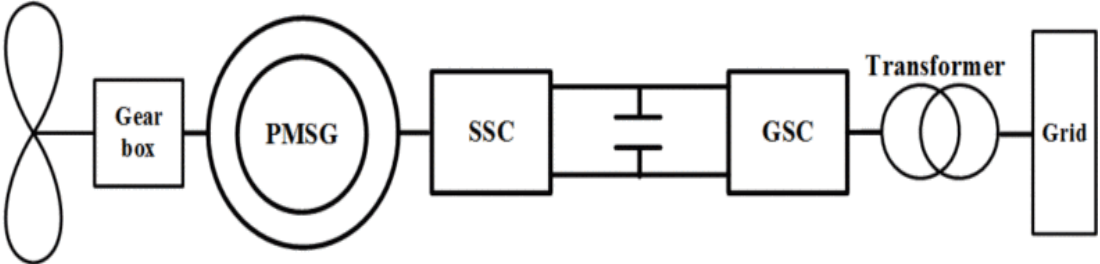 Gear
box
PMSG
SSC
GSC
Transformer
Grid